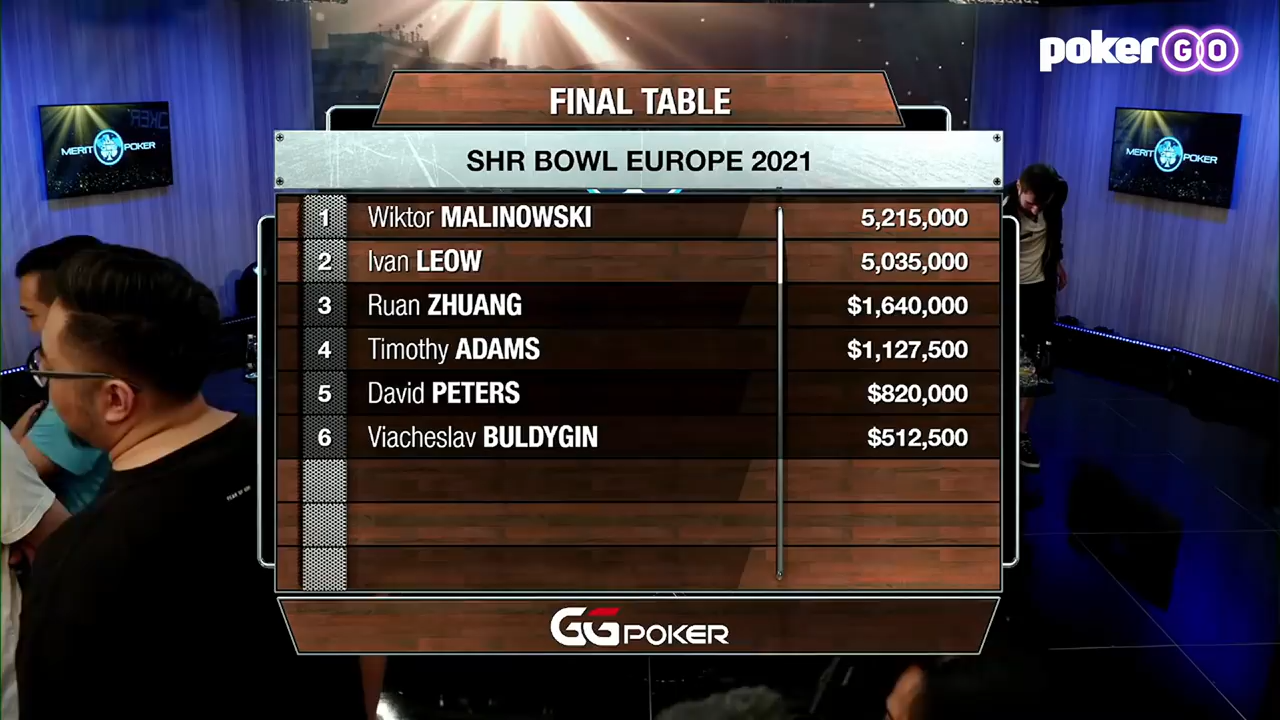 poker GO
FINAL TABLE
SHR BOWL EUROPE 2021
1 Wiktor MALINOWSKI 5,215,000
2 Ivan LEOW 5,035,000
3 Ruan ZHUANG $1,640,000
4 Timothy ADAMS $1,127,500
5 David PETERS $820,000
6 Viacheslav BULDYGIN $512,500
GGPOKER
MERIT POKER
MERIT POKER